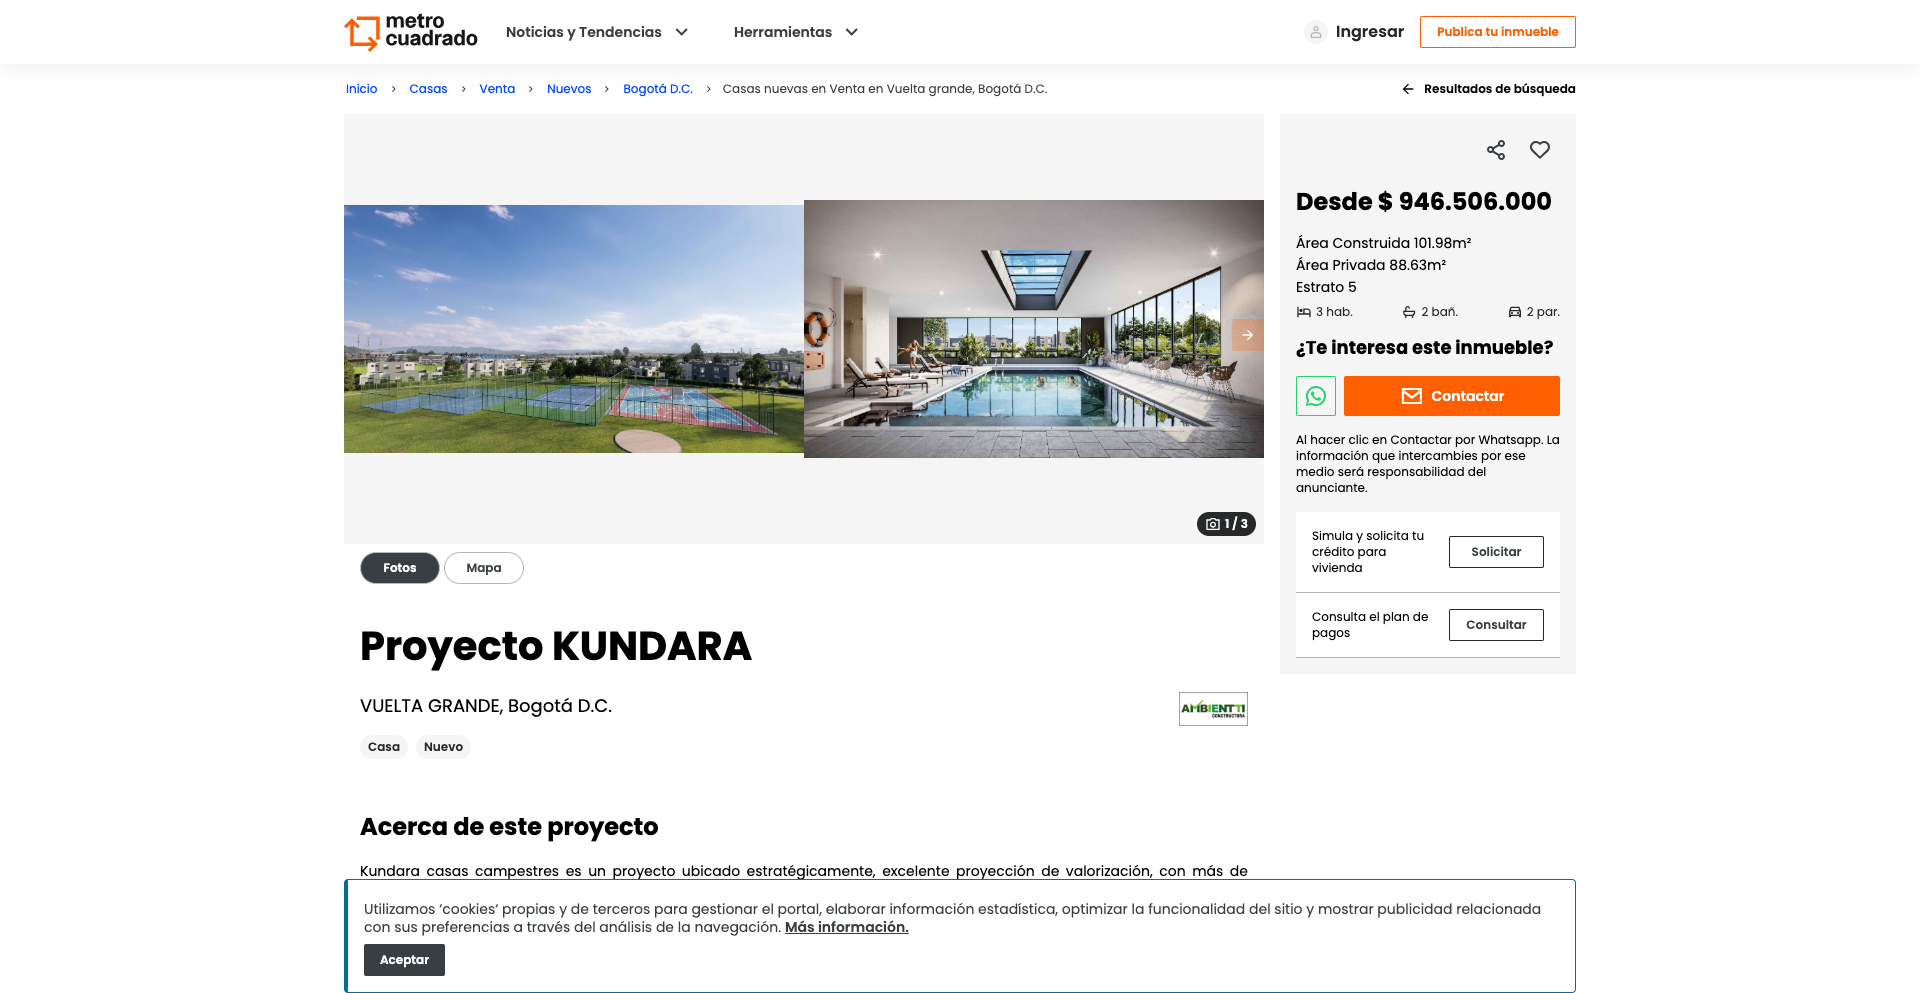 metro
cuadrado
Noticias y Tendencias
Herramientas
Ingresar
Publica tu inmueble
Inicio > Casas > Venta > Nuevos > Bogotá D.C. > Casas nuevas en Venta en Vuelta grande, Bogotá D.C.
Resultados de búsqueda
1 / 3
Fotos
Mapa
Desde $ 946.506.000
Área Construida 101.98m²
Área Privada 88.63m²
Estrato 5
3 hab.
2 bañ.
2 par.
¿Te interesa este inmueble?
Contactar
Al hacer clic en Contactar por Whatsapp. La
información que intercambies por ese
medio será responsabilidad del
anunciante.
Simula y solicita tu
crédito para
vivienda
Solicitar
Consulta el plan de
pagos
Consultar
Proyecto KUNDARA
VUELTA GRANDE, Bogotá D.C.
AMBIENTTI
CONSTRUCTORA
Casa
Nuevo
Acerca de este proyecto
Kundara casas campestres es un proyecto ubicado estratégicamente, excelente proyección de valorización, con más de
Utilizamos ‘cookies‘ propias y de terceros para gestionar el portal, elaborar información estadística, optimizar la funcionalidad del sitio y mostrar publicidad relacionada
con sus preferencias a través del análisis de la navegación. Más información.
Aceptar